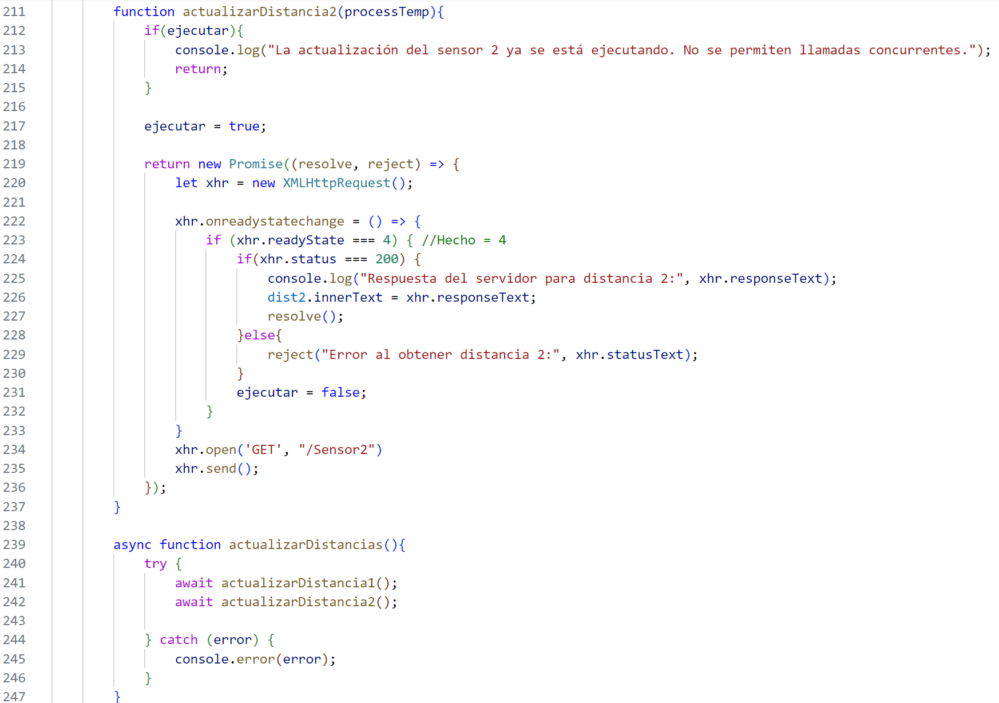 211 function actualizarDistancia2(processTemp){
212 if(ejecutar){
213 console.log("La actualización del sensor 2 ya se está ejecutando. No se permiten llamadas concurrentes.");
214 return;
215 }
216
217 ejecutar = true;
218
219 return new Promise((resolve, reject) => {
220 let xhr = new XMLHttpRequest();
221
222 xhr.onreadystatechange = () => {
223 if (xhr.readyState === 4) { //Hecho = 4
224 if(xhr.status === 200) {
225 console.log("Respuesta del servidor para distancia 2:", xhr.responseText);
226 dist2.innerText = xhr.responseText;
227 resolve();
228 }else{
229 reject("Error al obtener distancia 2:", xhr.statusText);
230 }
231 ejecutar = false;
232 }
233 }
234 xhr.open('GET', "/Sensor2")
235 xhr.send();
236 });
237 }
238
239 async function actualizarDistancias(){
240 try {
241 await actualizarDistancia1();
242 await actualizarDistancia2();
243
244 } catch (error) {
245 console.error(error);
246 }
247 }